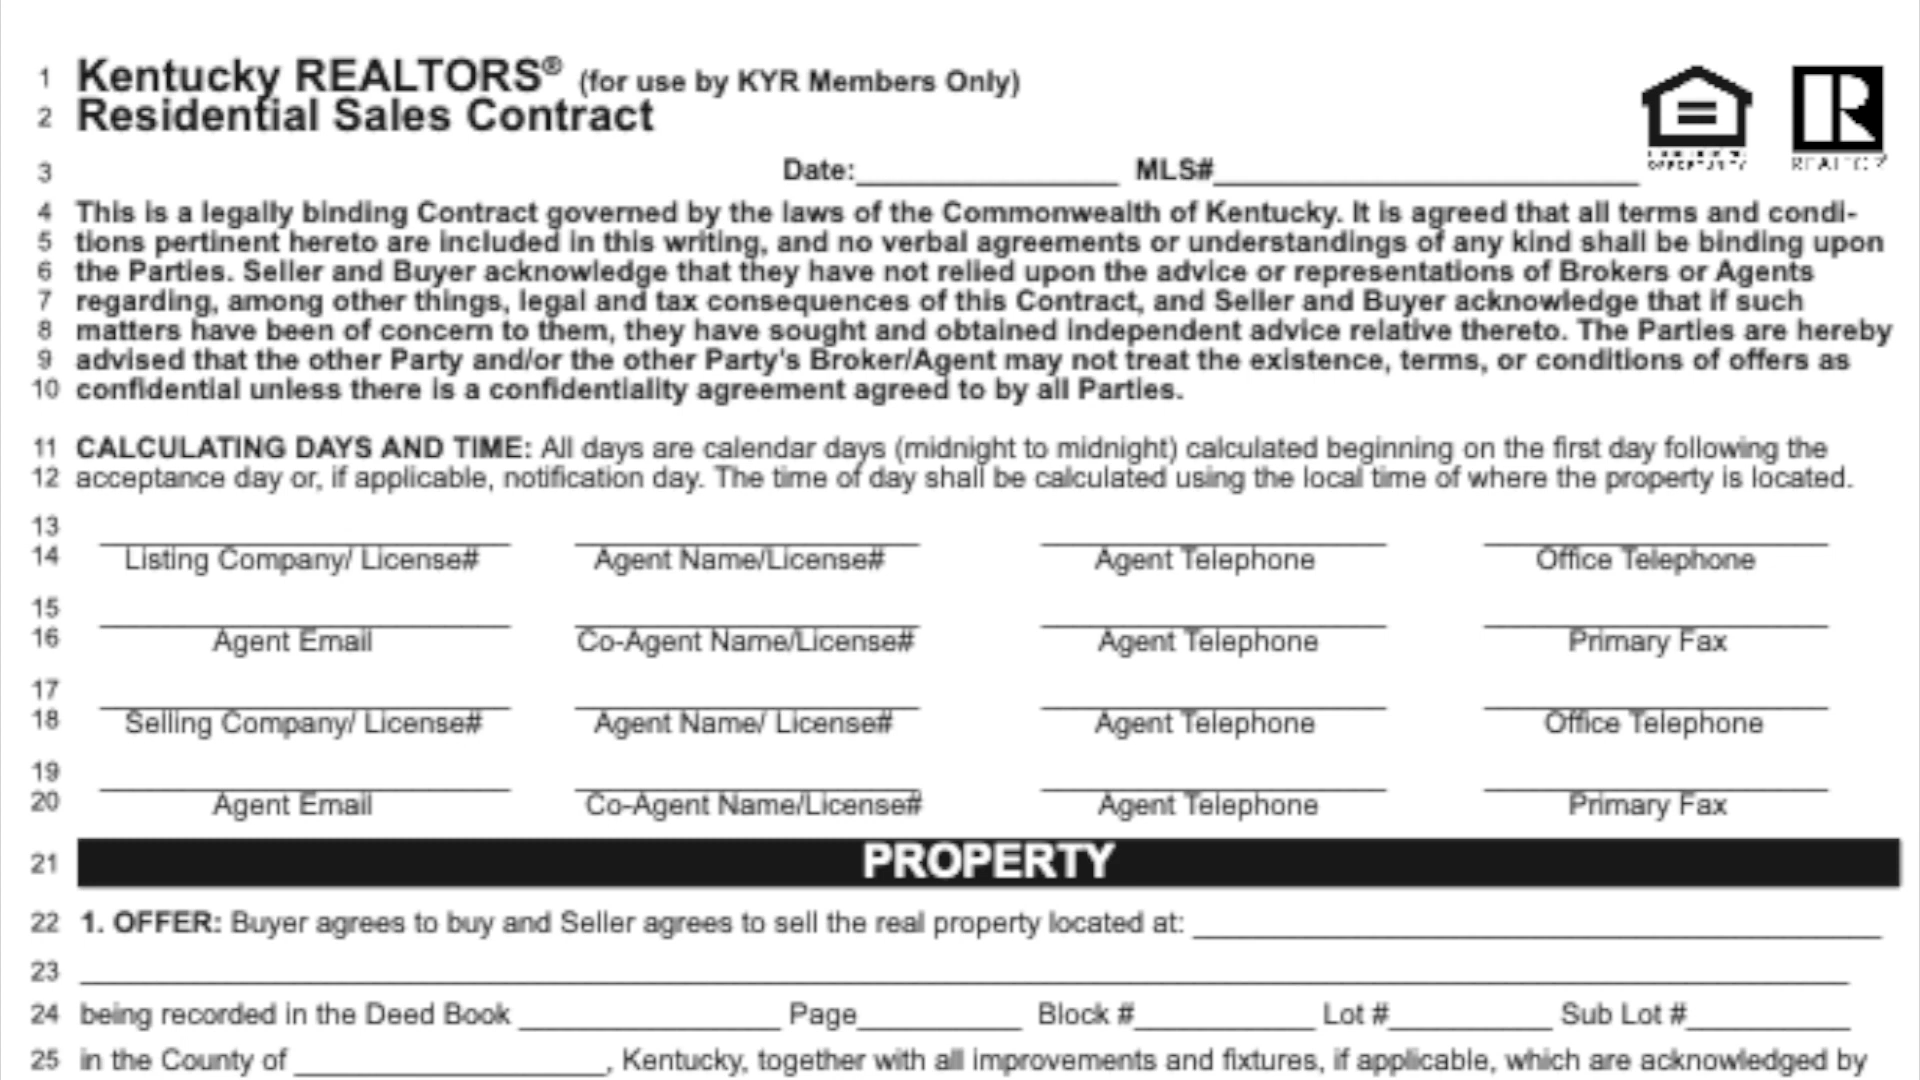 1 Kentucky REALTORS® (for use by KYR Members Only)
2 Residential Sales Contract
3 Date:________________ MLS#__________________________
REALTOR
4 This is a legally binding Contract governed by the laws of the Commonwealth of Kentucky. It is agreed that all terms and condi-
5 tions pertinent hereto are included in this writing, and no verbal agreements or understandings of any kind shall be binding upon
6 the Parties. Seller and Buyer acknowledge that they have not relied upon the advice or representations of Brokers or Agents
7 regarding, among other things, legal and tax consequences of this Contract, and Seller and Buyer acknowledge that if such
8 matters have been of concern to them, they have sought and obtained independent advice relative thereto. The Parties are hereby
9 advised that the other Party and/or the other Party's Broker/Agent may not treat the existence, terms, or conditions of offers as
10 confidential unless there is a confidentiality agreement agreed to by all Parties.
11 CALCULATING DAYS AND TIME: All days are calendar days (midnight to midnight) calculated beginning on the first day following the
12 acceptance day or, if applicable, notification day. The time of day shall be calculated using the local time of where the property is located.
13
14 Listing Company/ License# Agent Name/License# Agent Telephone Office Telephone
15
16 Agent Email Co-Agent Name/License# Agent Telephone Primary Fax
17
18 Selling Company/ License# Agent Name/ License# Agent Telephone Office Telephone
19
20 Agent Email Co-Agent Name/License# Agent Telephone Primary Fax
21 PROPERTY
22 1. OFFER: Buyer agrees to buy and Seller agrees to sell the real property located at: __________________________________________
23 ____________________________________________________________
24 being recorded in the Deed Book ________________ Page__________ Block #___________ Lot #__________ Sub Lot #__________
25 in the County of ___________________, Kentucky, together with all improvements and fixtures, if applicable, which are acknowledged by